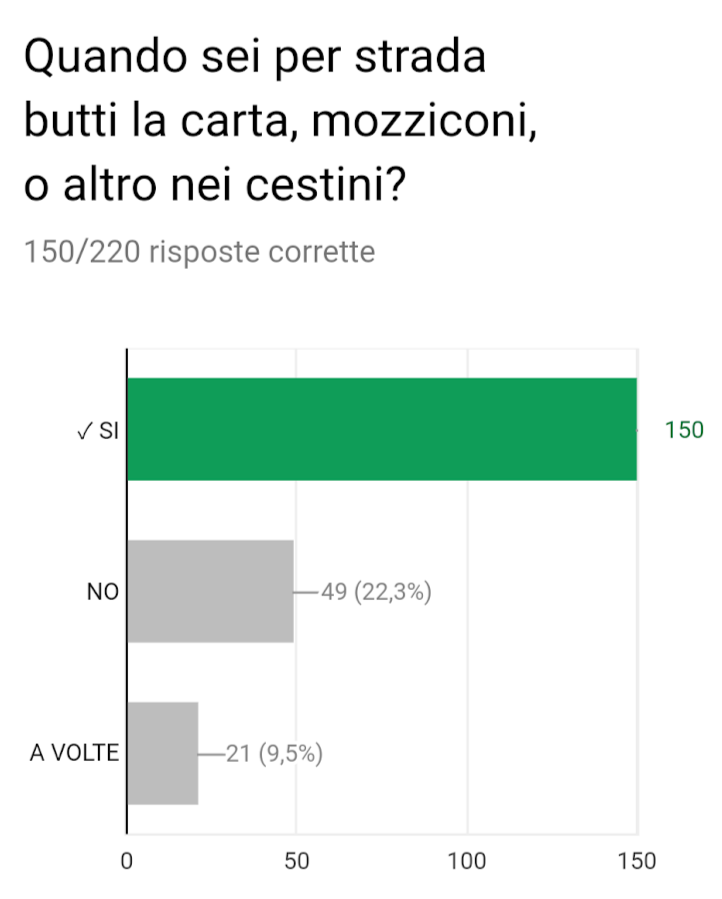 Quando sei per strada
butti la carta, mozziconi,
o altro nei cestini?
150/220 risposte corrette
✓ SI
150
NO
49 (22,3%)
A VOLTE
21 (9,5%)
0 50 100 150